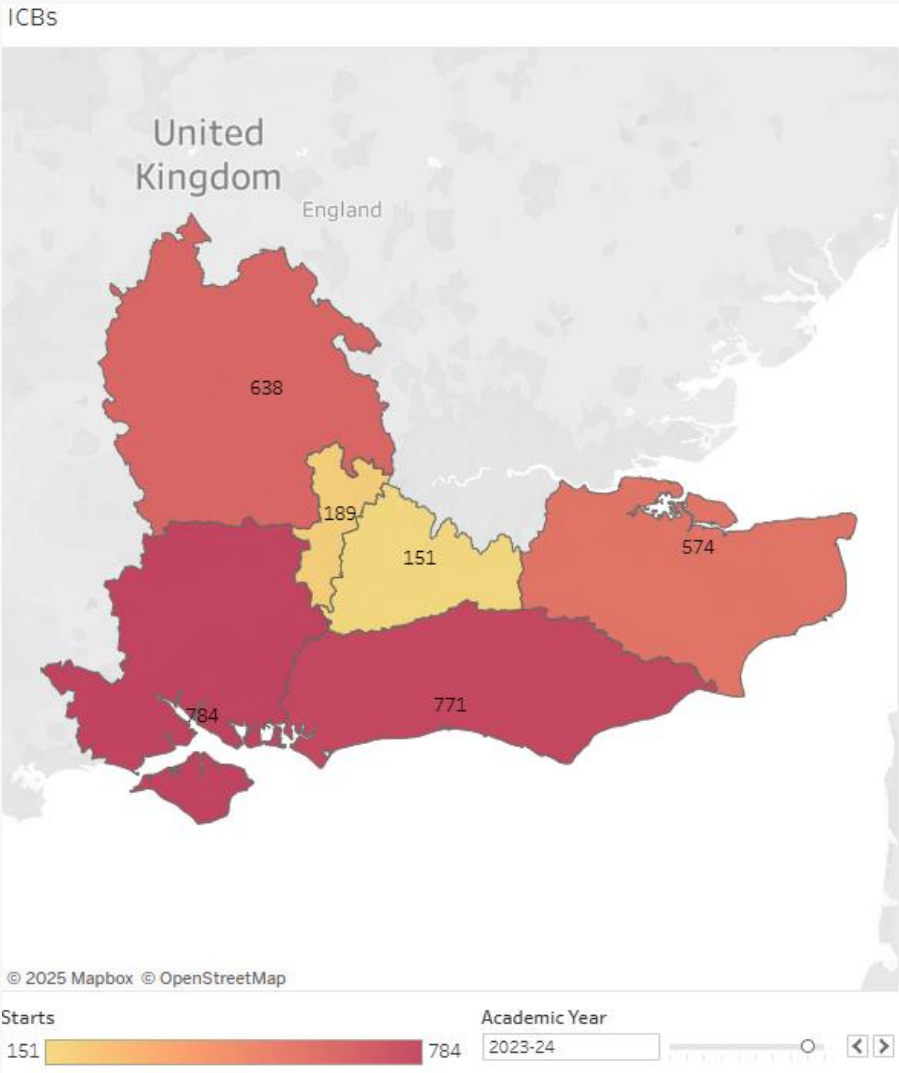 ICBs
United
Kingdom
England
638
189
151
574
784
771
© 2025 Mapbox © OpenStreetMap
Starts
151 784
Academic Year
2023-24